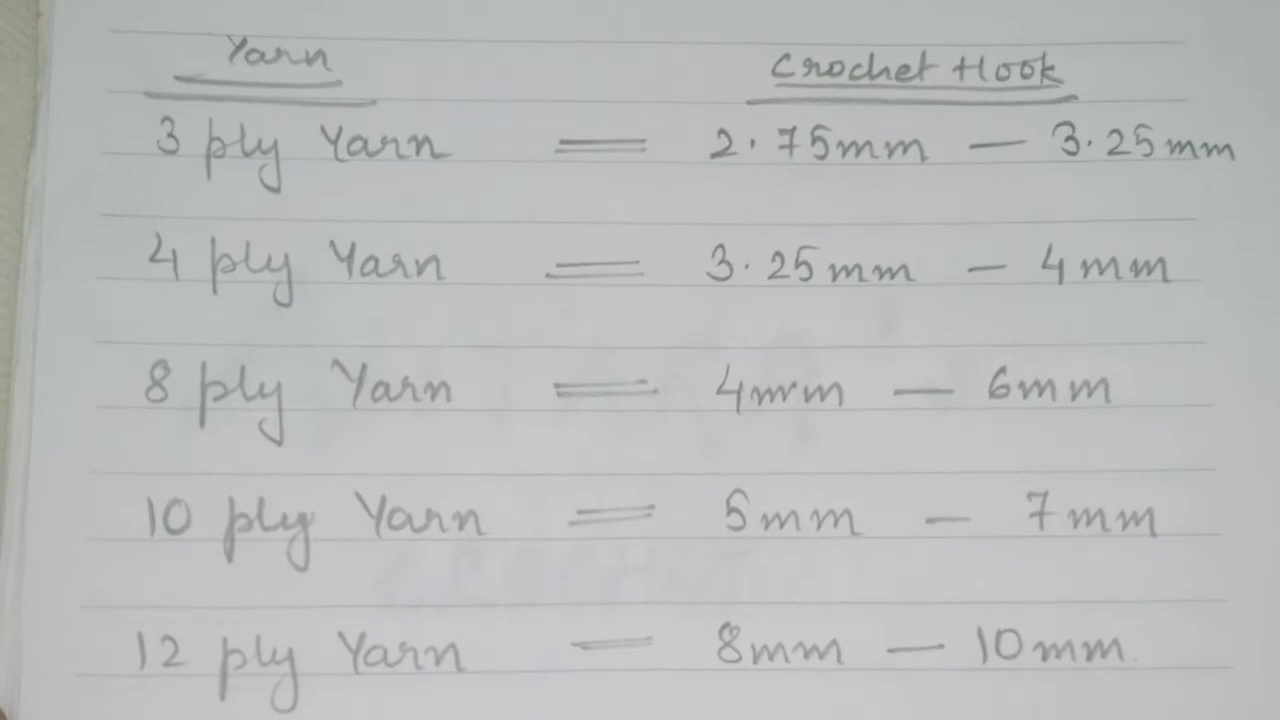 Yarn Crochet Hook
3 ply Yarn = 2.75mm — 3.25mm
4 ply Yarn = 3.25mm — 4mm
8 ply Yarn = 4mm — 6mm
10 ply Yarn = 5mm — 7mm
12 ply Yarn = 8mm — 10mm